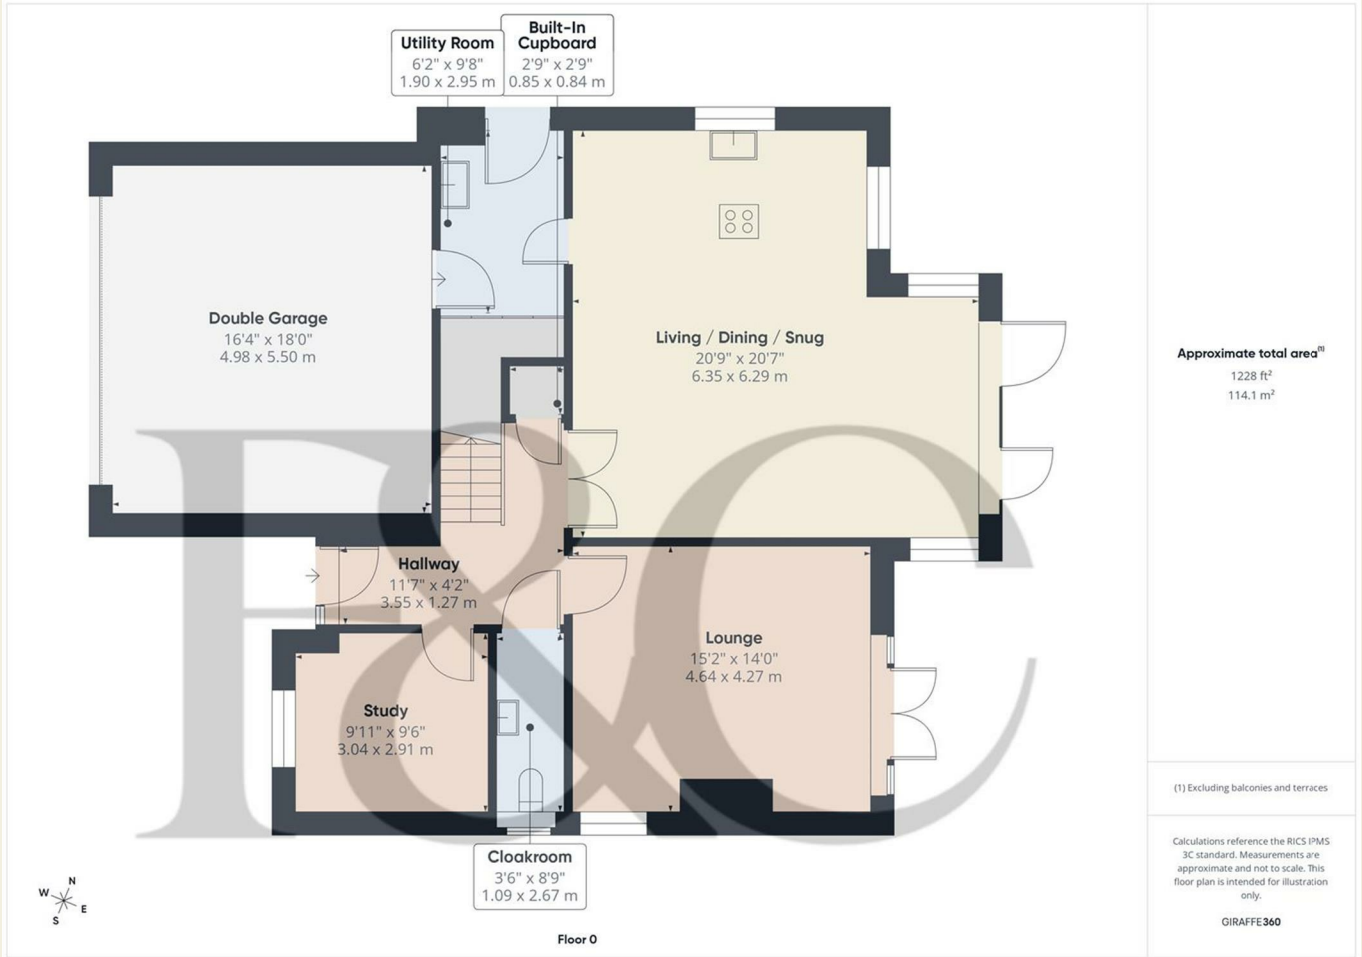 Utility Room
6'2" x 9'8"
1.90 x 2.95 m
Built-In
Cupboard
2'9" x 2'9"
0.85 x 0.84 m
Double Garage
16'4" x 18'0"
4.98 x 5.50 m
Living / Dining / Snug
20'9" x 20'7"
6.35 x 6.29 m
Hallway
11'7" x 4'2"
3.55 x 1.27 m
Lounge
15'2" x 14'0"
4.64 x 4.27 m
Study
9'11" x 9'6"
3.04 x 2.91 m
Cloakroom
3'6" x 8'9"
1.09 x 2.67 m
F&C
N
W
E
S
Floor 0
Approximate total area(1)
1228 ft²
114.1 m²
(1) Excluding balconies and terraces
Calculations reference the RICS IPMS
3C standard. Measurements are
approximate and not to scale. This
floor plan is intended for illustration
only.
GIRAFFE360